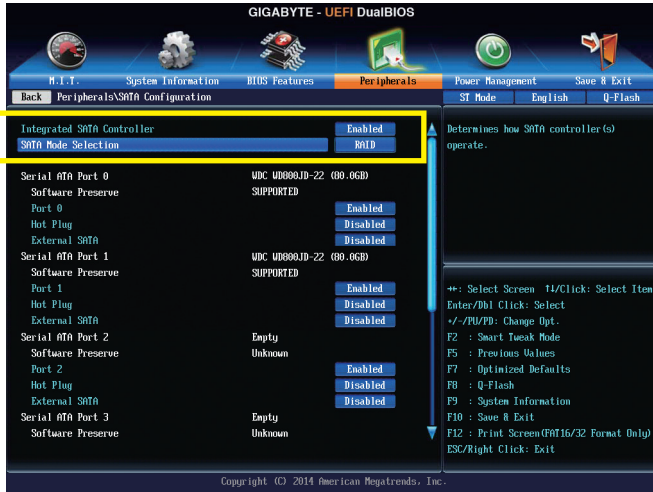 GIGABYTE - UEFI DualBIOS
M.I.T. System Information BIOS Features Peripherals Power Management Save & Exit
Back Peripherals\SATA Configuration ST Mode English Q-Flash
Integrated SATA Controller Enabled
SATA Mode Selection RAID
Serial ATA Port 0 WDC WD800JD-22 (80.0GB)
Software Preserve SUPPORTED
Port 0 Enabled
Hot Plug Disabled
External SATA Disabled
Serial ATA Port 1 WDC WD800JD-22 (80.0GB)
Software Preserve SUPPORTED
Port 1 Enabled
Hot Plug Disabled
External SATA Disabled
Serial ATA Port 2 Empty
Software Preserve Unknown
Port 2 Enabled
Hot Plug Disabled
External SATA Disabled
Serial ATA Port 3 Empty
Software Preserve Unknown
Determines how SATA controller(s)
operate.
↔: Select Screen ↑↓/Click: Select Item
Enter/Dbl Click: Select
+/-/PU/PD: Change Opt.
F2 : Smart Tweak Mode
F5 : Previous Values
F7 : Optimized Defaults
F8 : Q-Flash
F9 : System Information
F10 : Save & Exit
F12 : Print Screen(FAT16/32 Format Only)
ESC/Right Click: Exit
Copyright (C) 2014 American Megatrends, Inc.